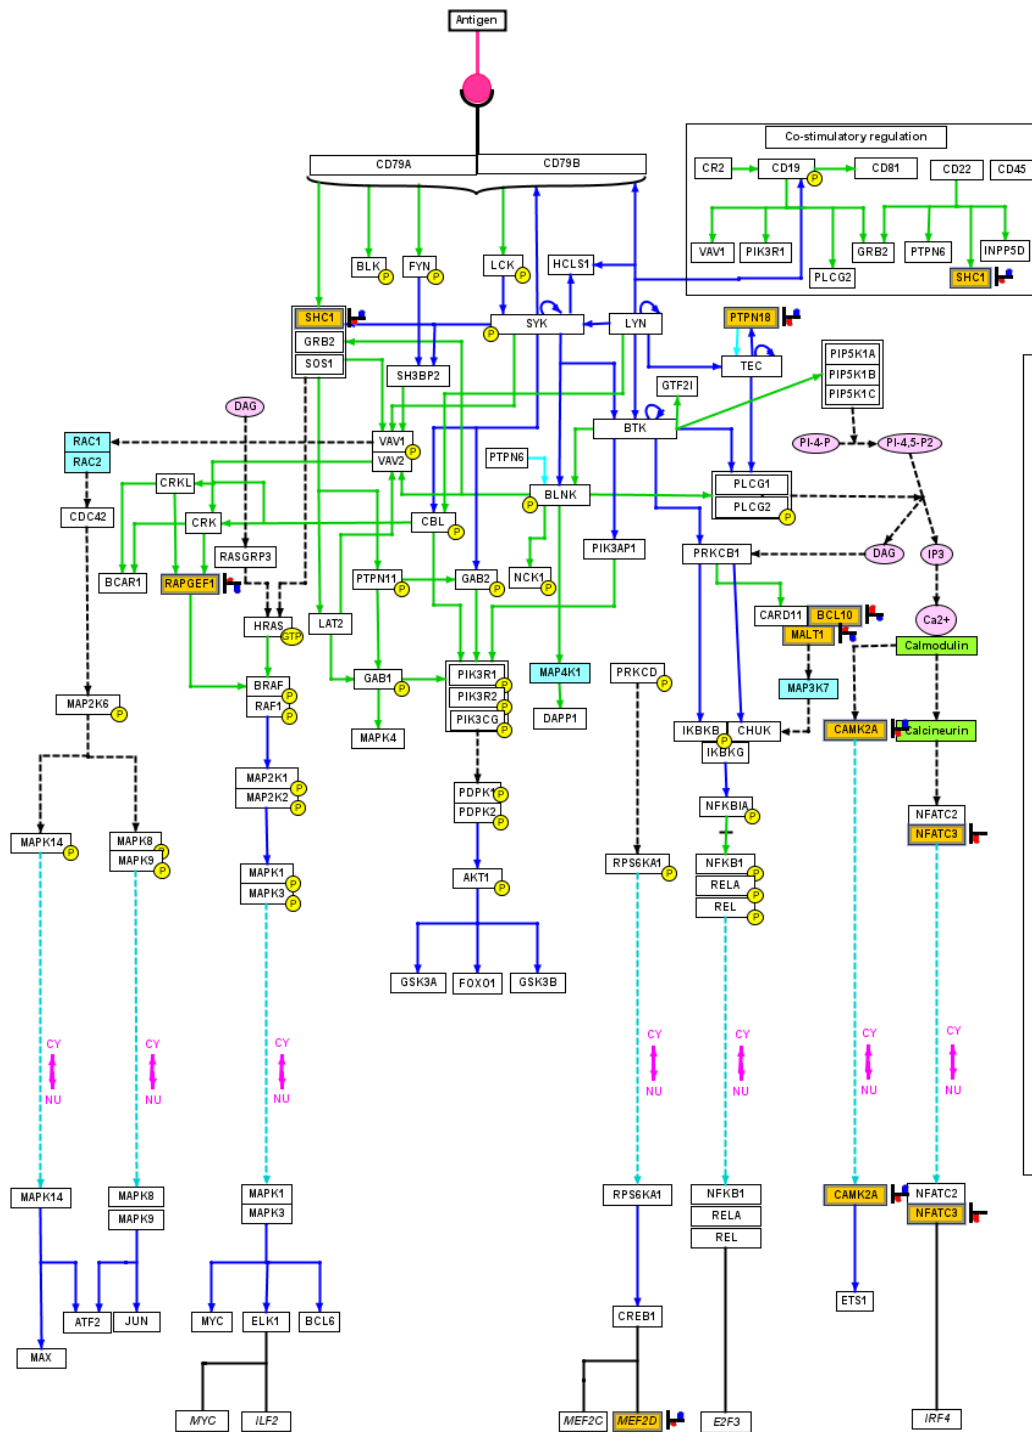 Antigen
Co-stimulatory regulation
CD79A CD79B
CR2 CD19 CD81 CD22 CD45
P
VAV1 PIK3R1 GRB2 PTPN6 INPP5D
PLCG2 SHC1
BLK FYN LCK HCLS1
P P P
SHC1 SYK LYN PTPN18
P
GRB2
SOS1 SH3BP2 TEC PIP5K1A
GTF2I PIP5K1B
PIP5K1C
DAG
RAC1 VAV1 BTK PI-4-P PI-4,5-P2
P
RAC2 VAV2 PTPN6
CRKL BLNK PLCG1
P
CDC42 CRK CBL PLCG2
P P
RASGRP3 PIK3AP1 PRKCB1 DAG IP3
BCAR1 RAPGEF1 PTPN11 GAB2 NCK1
P P P
HRAS LAT2 CARD11 BCL10 Ca2+
GTP
MALT1 Calmodulin
BRAF GAB1 PIK3R1 MAP4K1 PRKCD MAP3K7
P P P P
MAP2K6 RAF1 PIK3R2
P P P
MAPK4 PIK3CG DAPP1 IKBKB CHUK CAMK2A Calcineurin
P P
IKBKG
MAP2K1 PDPK1
P P
MAP2K2 PDPK2 NFKBIA NFATC2
P P
MAPK14 MAPK8 NFATC3
P P
MAPK9 MAPK1 AKT1 RPS6KA1 NFKB1
P P P P P
MAPK3 RELA
P P
REL
P
GSK3A FOXO1 GSK3B
CY CY CY CY CY CY CY
NU NU NU NU NU NU NU
MAPK14 MAPK8 MAPK1 RPS6KA1 NFKB1 CAMK2A NFATC2
MAPK9 MAPK3 RELA NFATC3
REL
ETS1
ATF2 JUN MYC ELK1 BCL6 CREB1
MAX
MYC ILF2 MEF2C MEF2D E2F3 IRF4